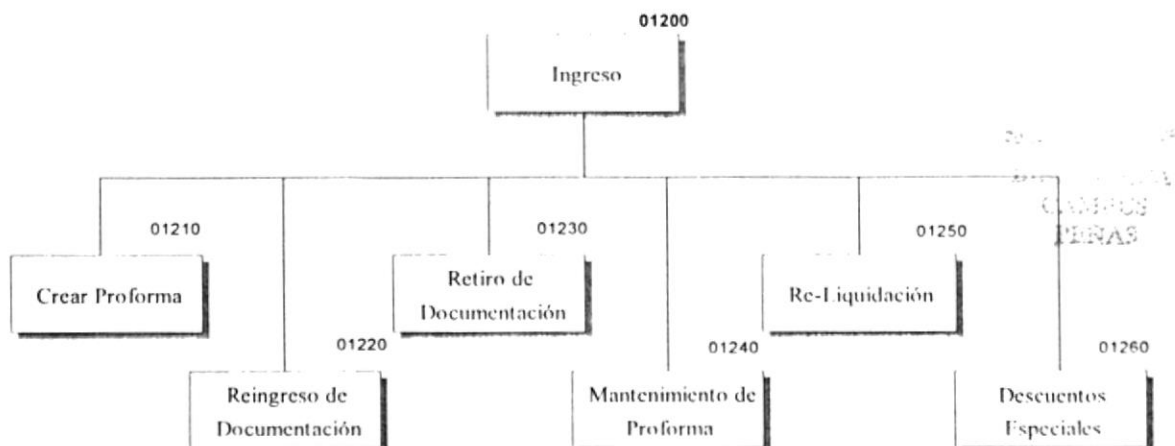 01200
Ingreso
CAMPUS
PEÑAS
01210
Crear Proforma
01230
Retiro de
Documentación
01250
Re-Liquidación
01220
Reingreso de
Documentación
01240
Mantenimiento de
Proforma
01260
Descuentos
Especiales